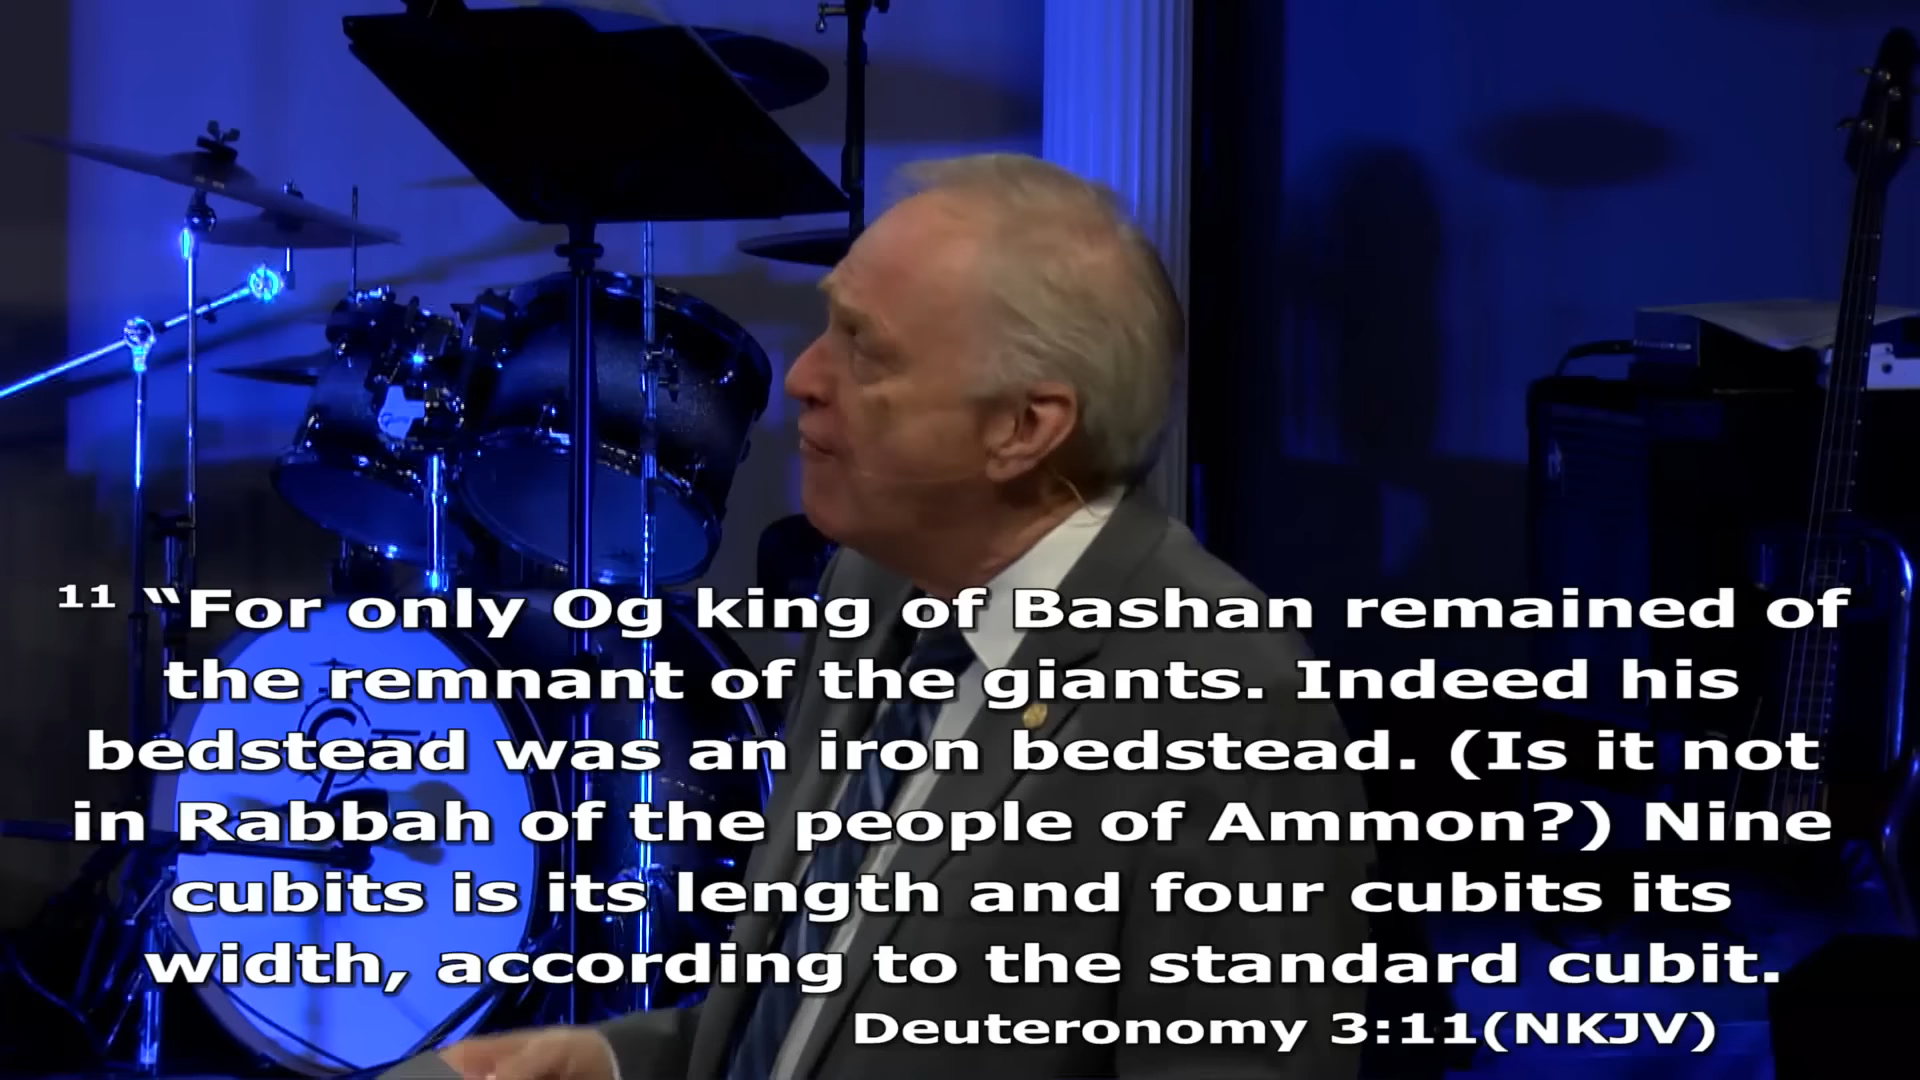 11 “For only Og king of Bashan remained of
the remnant of the giants. Indeed his
bedstead was an iron bedstead. (Is it not
in Rabbah of the people of Ammon?) Nine
cubits is its length and four cubits its
width, according to the standard cubit.
Deuteronomy 3:11(NKJV)